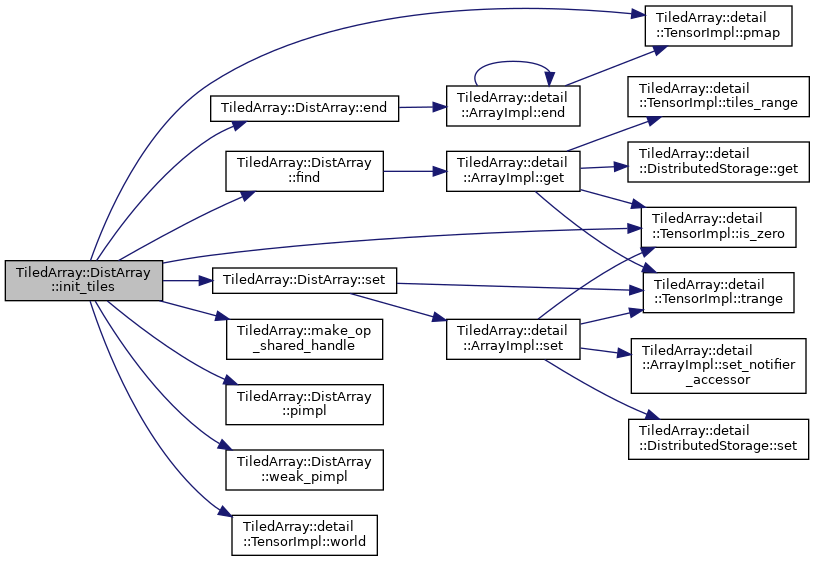 TiledArray::DistArray
::init_tiles
TiledArray::DistArray::end
TiledArray::DistArray
::find
TiledArray::DistArray::set
TiledArray::make_op
_shared_handle
TiledArray::DistArray
::pimpl
TiledArray::DistArray
::weak_pimpl
TiledArray::detail
::TensorImpl::world
TiledArray::detail
::ArrayImpl::end
TiledArray::detail
::ArrayImpl::get
TiledArray::detail
::ArrayImpl::set
TiledArray::detail
::TensorImpl::pmap
TiledArray::detail
::TensorImpl::tiles_range
TiledArray::detail
::DistributedStorage::get
TiledArray::detail
::TensorImpl::is_zero
TiledArray::detail
::TensorImpl::trange
TiledArray::detail
::ArrayImpl::set_notifier
_accessor
TiledArray::detail
::DistributedStorage::set